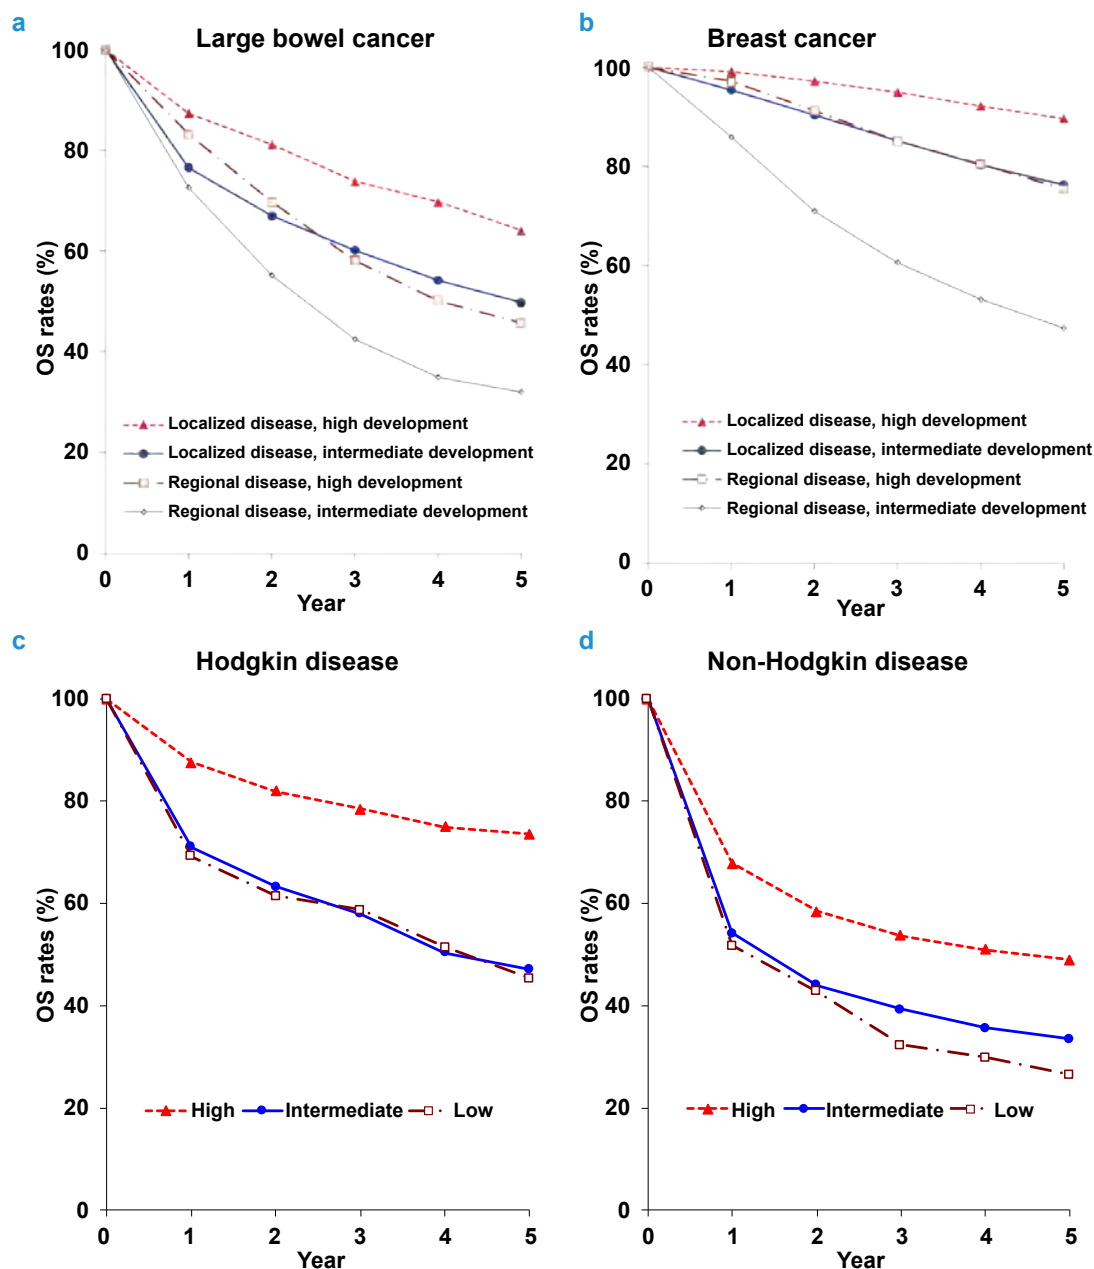 a
Large bowel cancer
100
80
60
40
20
0
OS rates (%)
Localized disease, high development
Localized disease, intermediate development
Regional disease, high development
Regional disease, intermediate development
0 1 2 3 4 5
Year
b
Breast cancer
100
80
60
40
20
0
OS rates (%)
Localized disease, high development
Localized disease, intermediate development
Regional disease, high development
Regional disease, intermediate development
0 1 2 3 4 5
Year
c
Hodgkin disease
100
80
60
40
20
0
OS rates (%)
High Intermediate Low
0 1 2 3 4 5
Year
d
Non-Hodgkin disease
100
80
60
40
20
0
OS rates (%)
High Intermediate Low
0 1 2 3 4 5
Year